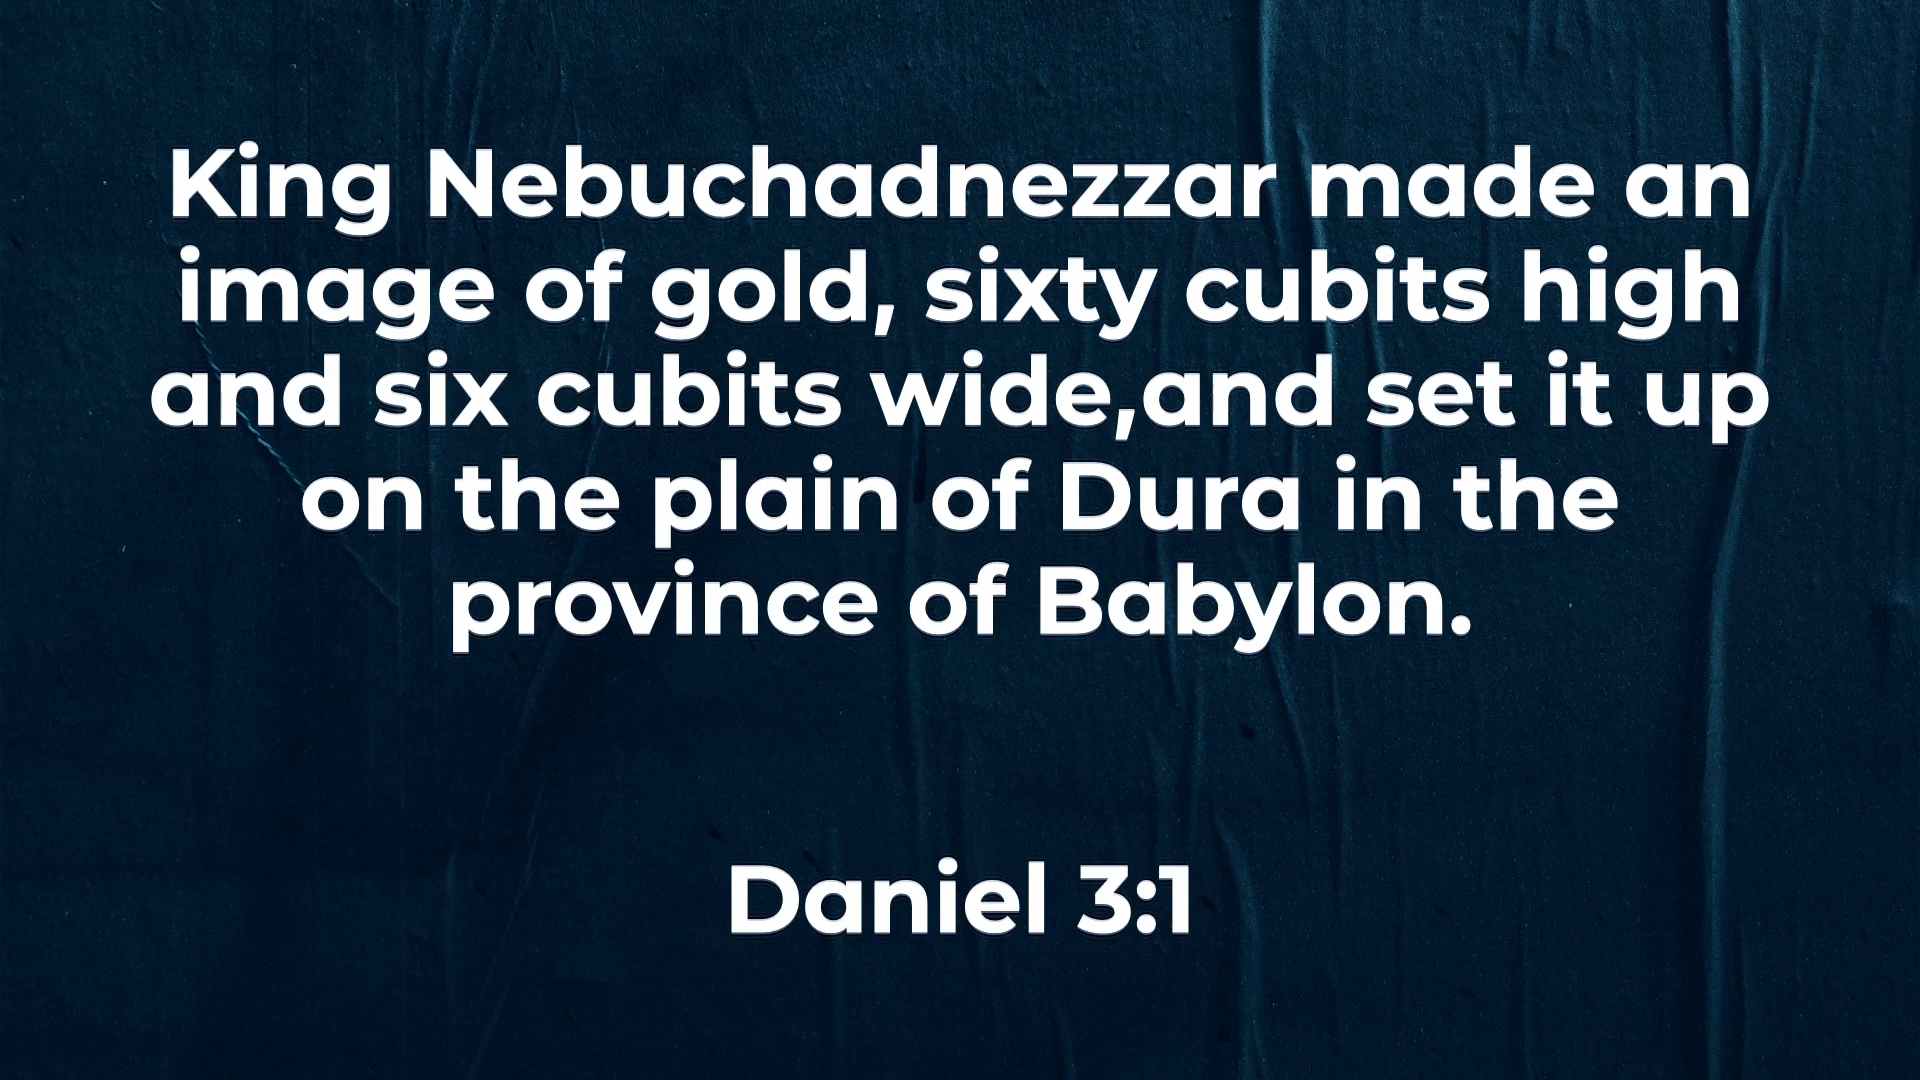 King Nebuchadnezzar made an
image of gold, sixty cubits high
and six cubits wide,and set it up
on the plain of Dura in the
province of Babylon.
Daniel 3:1